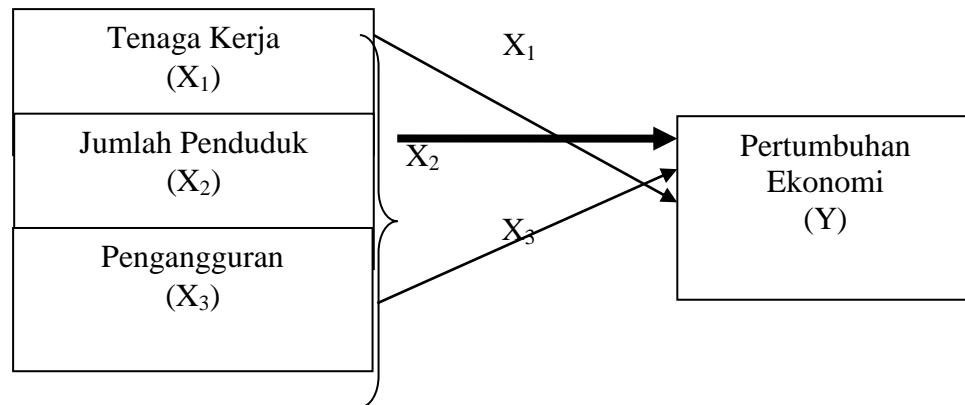 Tenaga Kerja
(X₁)
Jumlah Penduduk
(X₂)
Pengangguran
(X₃)
X₁
X₂
X₃
Pertumbuhan
Ekonomi
(Y)